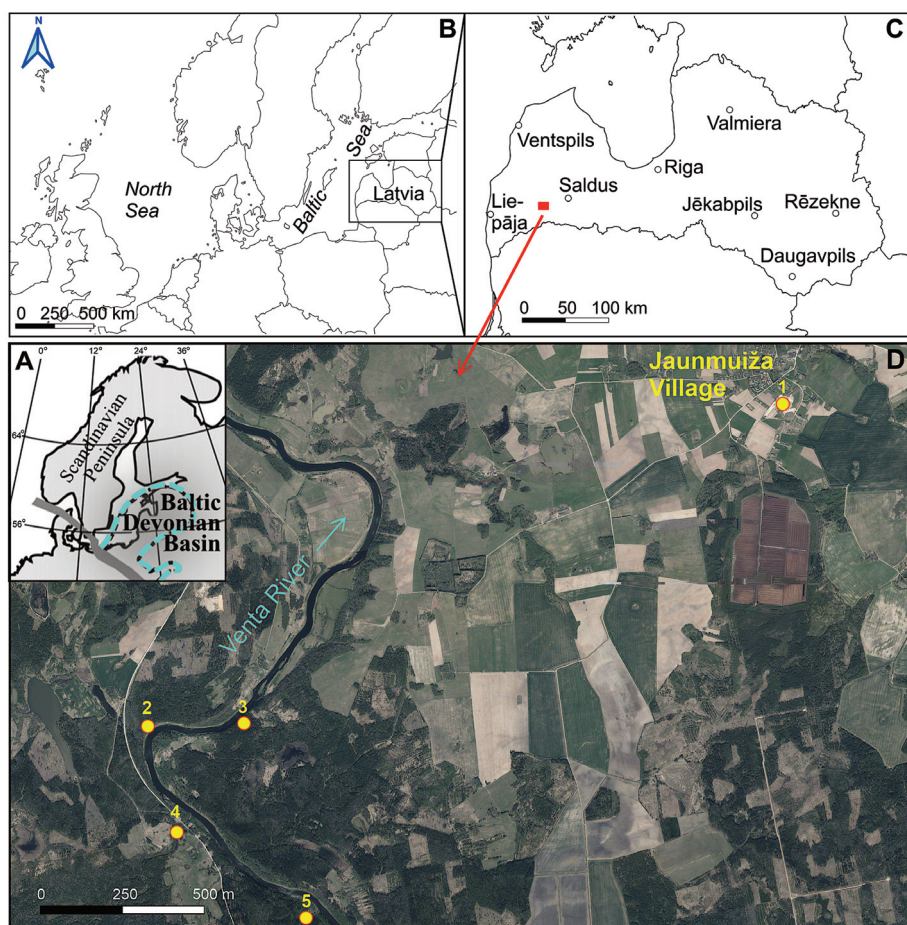 N
B
North
Sea
Baltic
Sea
Latvia
0 250 500 km
C
Ventspils
Valmiera
Riga
Saldus
Lie-
pāja
Jēkabpils
Rēzekne
Daugavpils
0 50 100 km
A
0° 12° 24° 36°
64°
56°
Scandinavian
Peninsula
Baltic
Devonian
Basin
D
Jaunmuiža
Village
1
Venta River
2
3
4
5
0 250 500 m